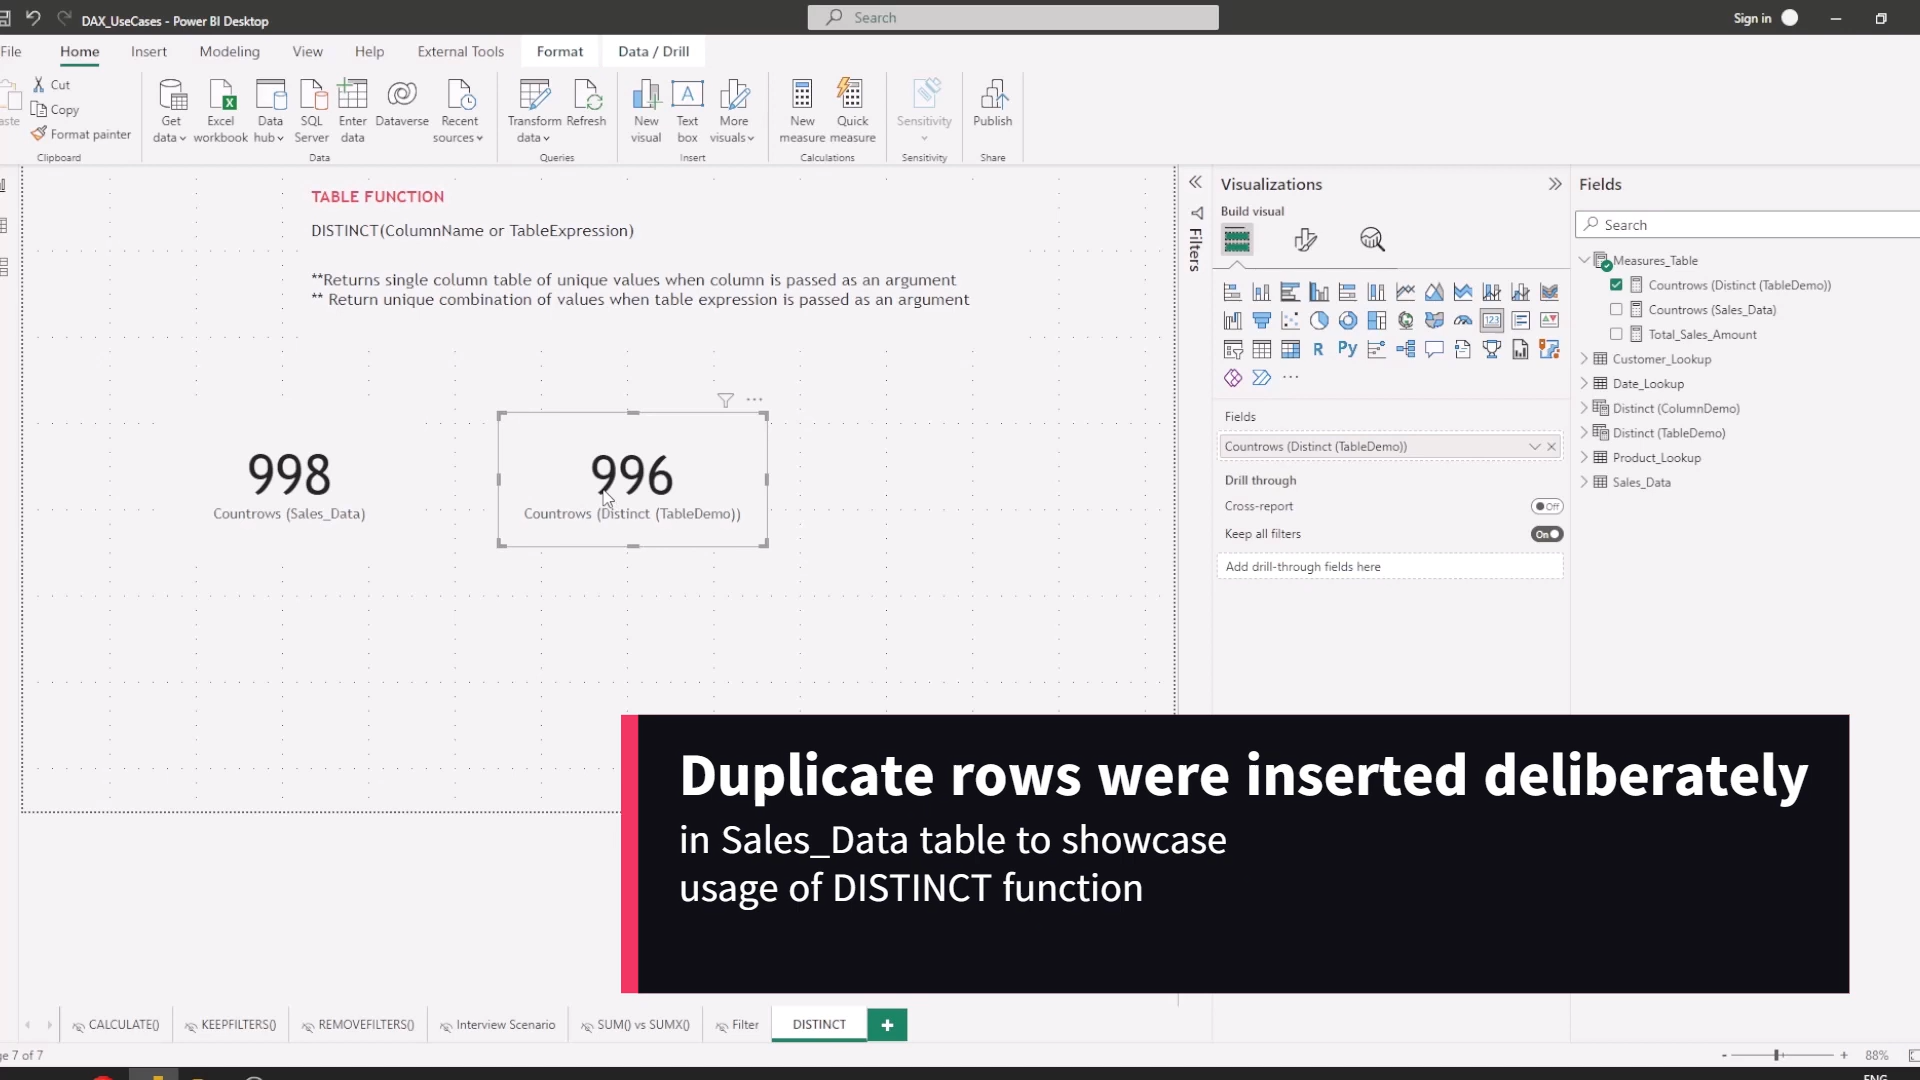 DAX_UseCases - Power BI Desktop
Search
Sign in
File
Home
Insert
Modeling
View
Help
External Tools
Format
Data / Drill
Cut
Copy
Format painter
Clipboard
Get data
Excel workbook
Data hub
SQL Server
Enter data
Dataverse
Recent sources
Data
Transform data
Refresh
Queries
New visual
Text box
More visuals
Insert
New measure
Quick measure
Calculations
Sensitivity
Sensitivity
Publish
Share
TABLE FUNCTION
DISTINCT(ColumnName or TableExpression)
**Returns single column table of unique values when column is passed as an argument
** Return unique combination of values when table expression is passed as an argument
998
Countrows (Sales_Data)
996
Countrows (Distinct (TableDemo))
Filters
Visualizations
Build visual
123
R
Py
Fields
Countrows (Distinct (TableDemo))
Drill through
Cross-report
Off
Keep all filters
On
Add drill-through fields here
Fields
Search
Measures_Table
Countrows (Distinct (TableDemo))
Countrows (Sales_Data)
Total_Sales_Amount
Customer_Lookup
Date_Lookup
Distinct (ColumnDemo)
Distinct (TableDemo)
Product_Lookup
Sales_Data
Duplicate rows were inserted deliberately
in Sales_Data table to showcase
usage of DISTINCT function
CALCULATE()
KEEPFILTERS()
REMOVEFILTERS()
Interview Scenario
SUM() vs SUMX()
Filter
DISTINCT
7 of 7
88%